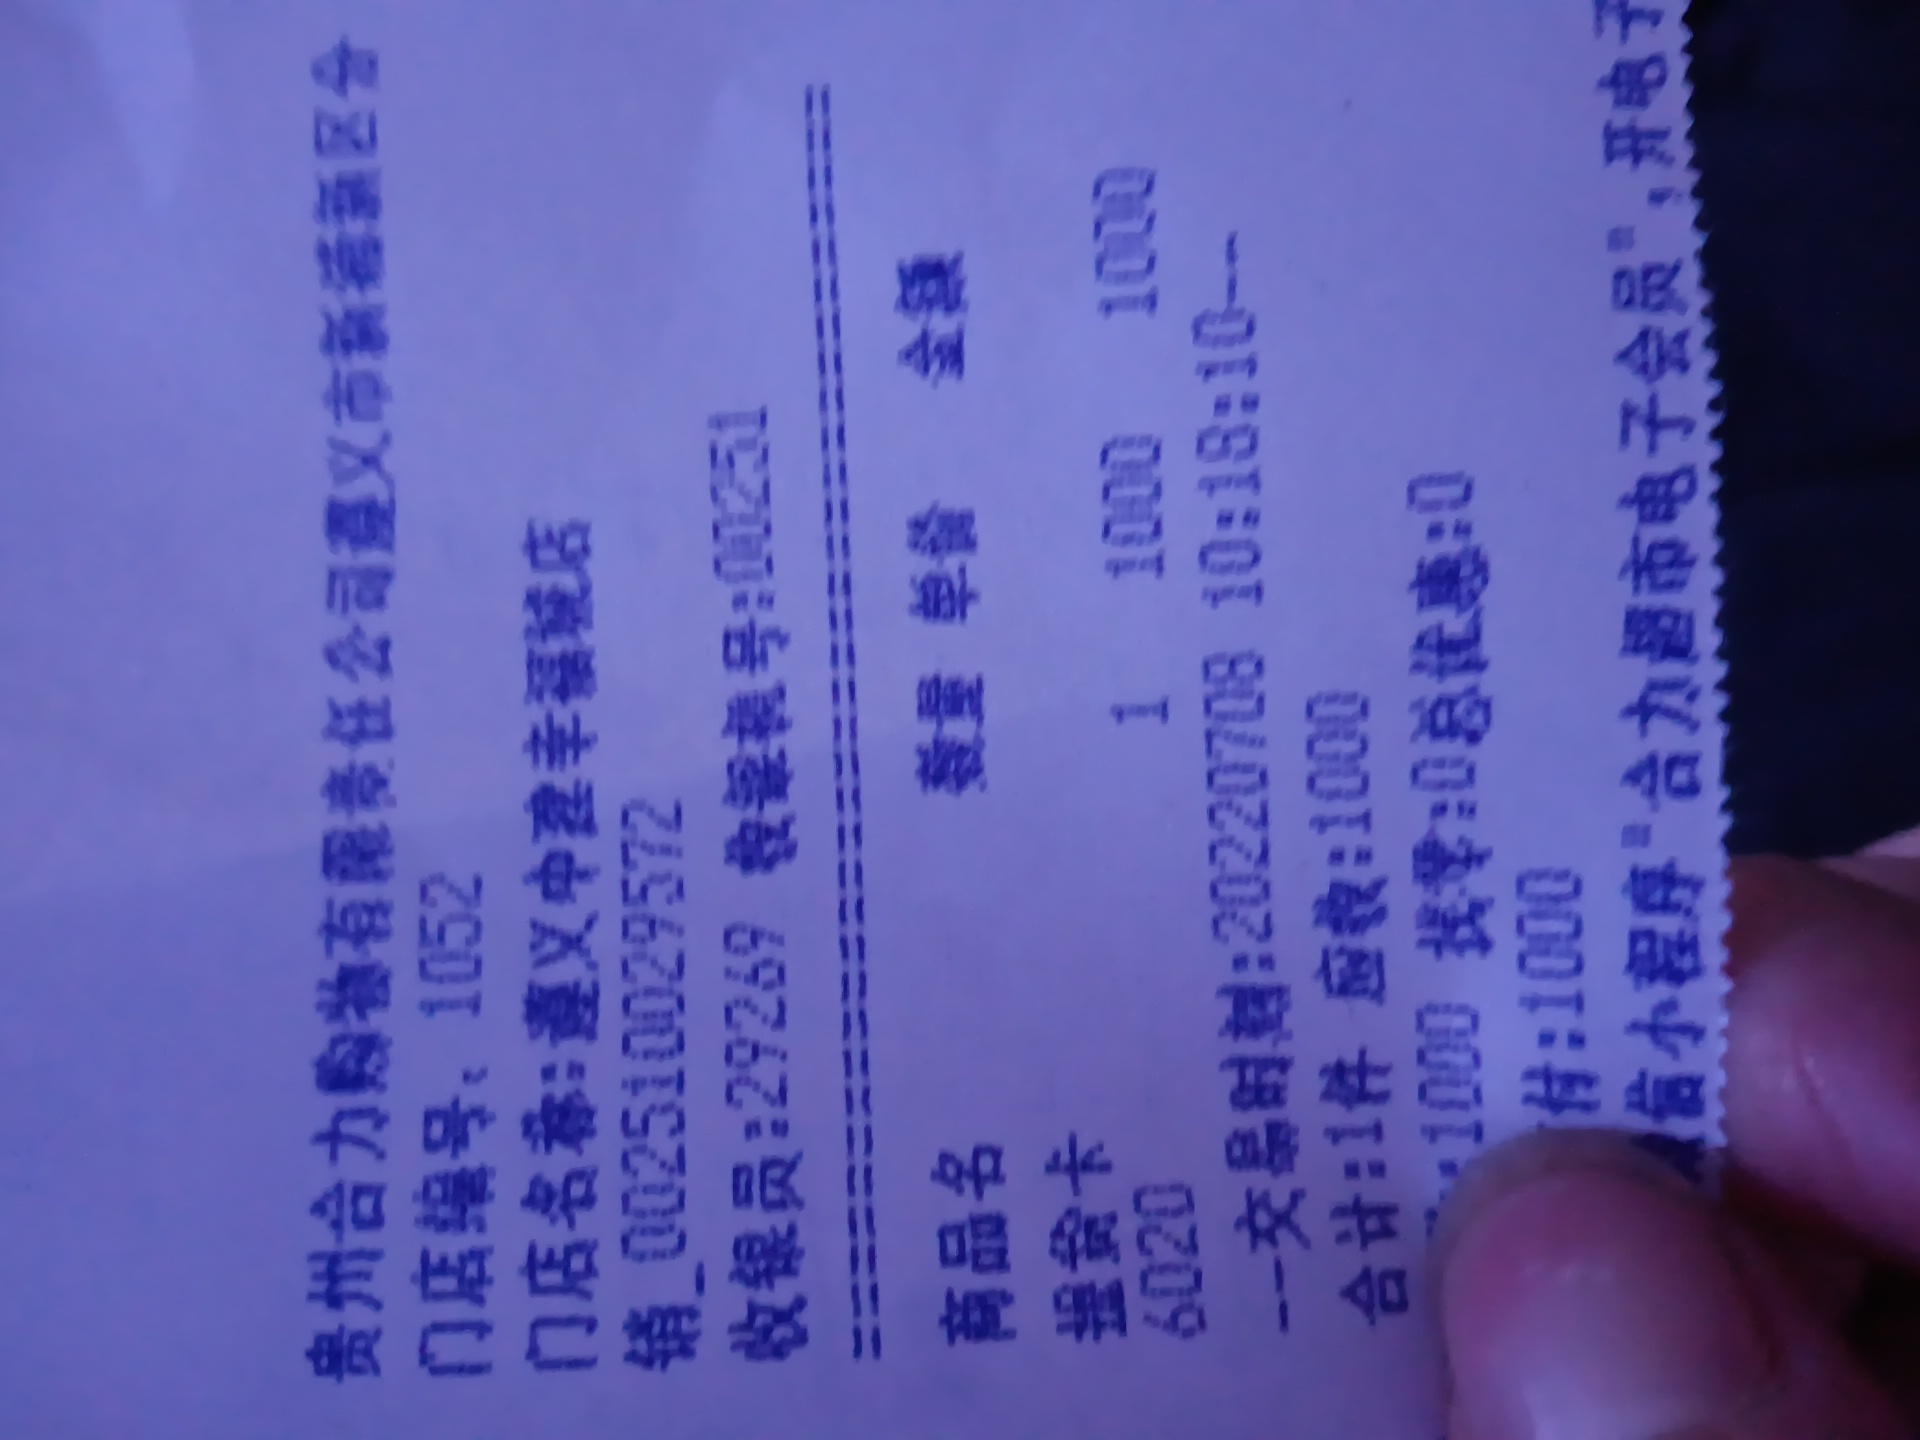 贵州合力购物有限责任公司遵义市新蒲新区合
门店编号、1052
门店名称:遵义中建幸福城店
销_002510029572
收银员:29269 收银机号:00251
========================
商品名 数量 单价 金额
提货卡
6020 1 1000 1000
—交易时间:20220708 10:18:10—
合计:1件 应收:1000
:1000 找零:0总优惠:0
付:1000
信小程序"合力超市电子会员",开电子